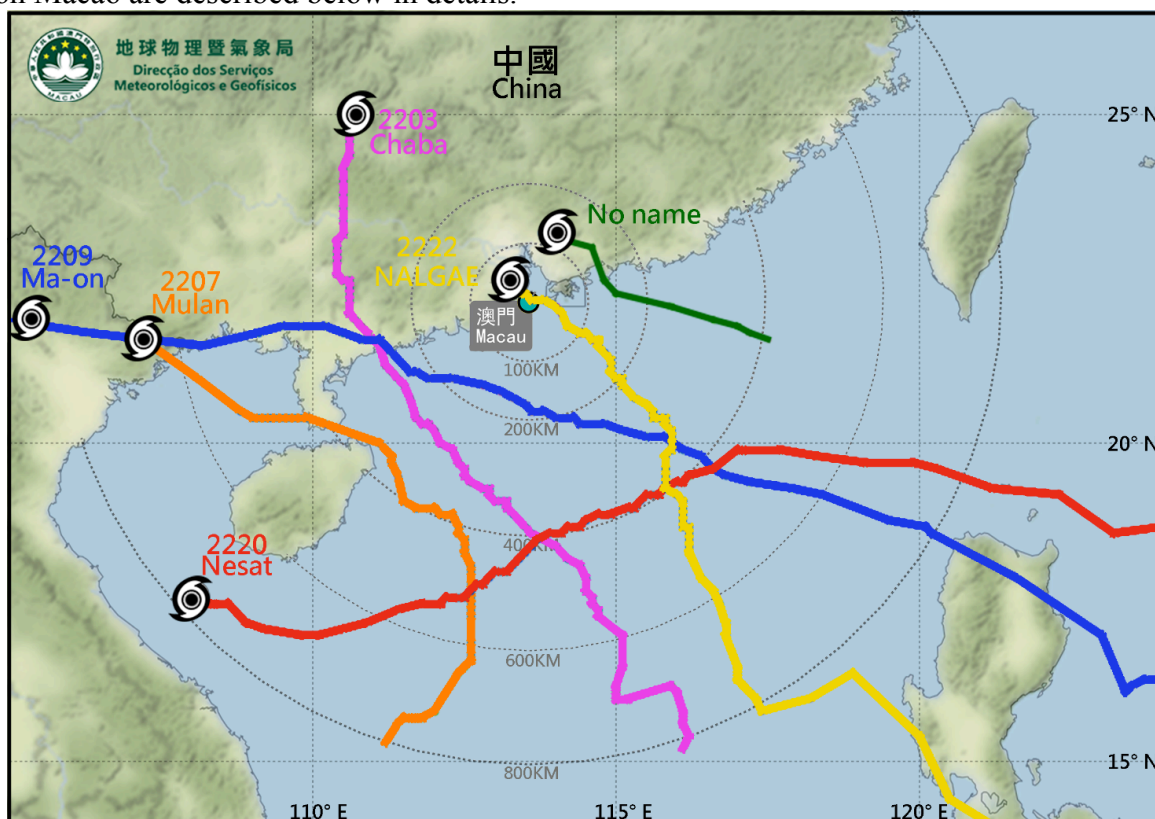 on Macao are described below in details.
地球物理暨氣象局
Direcção dos Serviços
Meteorológicos e Geofísicos
MACAU
中國
China
25° N
2203
Chaba
No name
2222
NALGAE
2209
Ma-on
2207
Mulan
澳門
Macau
100KM
200KM
20° N
400KM
2220
Nesat
600KM
15° N
800KM
110° E
115° E
120° E